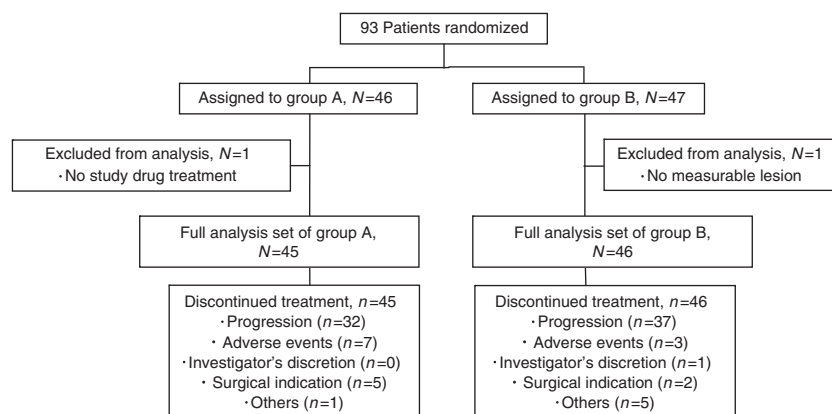 93 Patients randomized
Assigned to group A, N=46
Assigned to group B, N=47
Excluded from analysis, N=1
·No study drug treatment
Excluded from analysis, N=1
·No measurable lesion
Full analysis set of group A,
N=45
Full analysis set of group B,
N=46
Discontinued treatment, n=45
·Progression (n=32)
·Adverse events (n=7)
·Investigator's discretion (n=0)
·Surgical indication (n=5)
·Others (n=1)
Discontinued treatment, n=46
·Progression (n=37)
·Adverse events (n=3)
·Investigator's discretion (n=1)
·Surgical indication (n=2)
·Others (n=5)